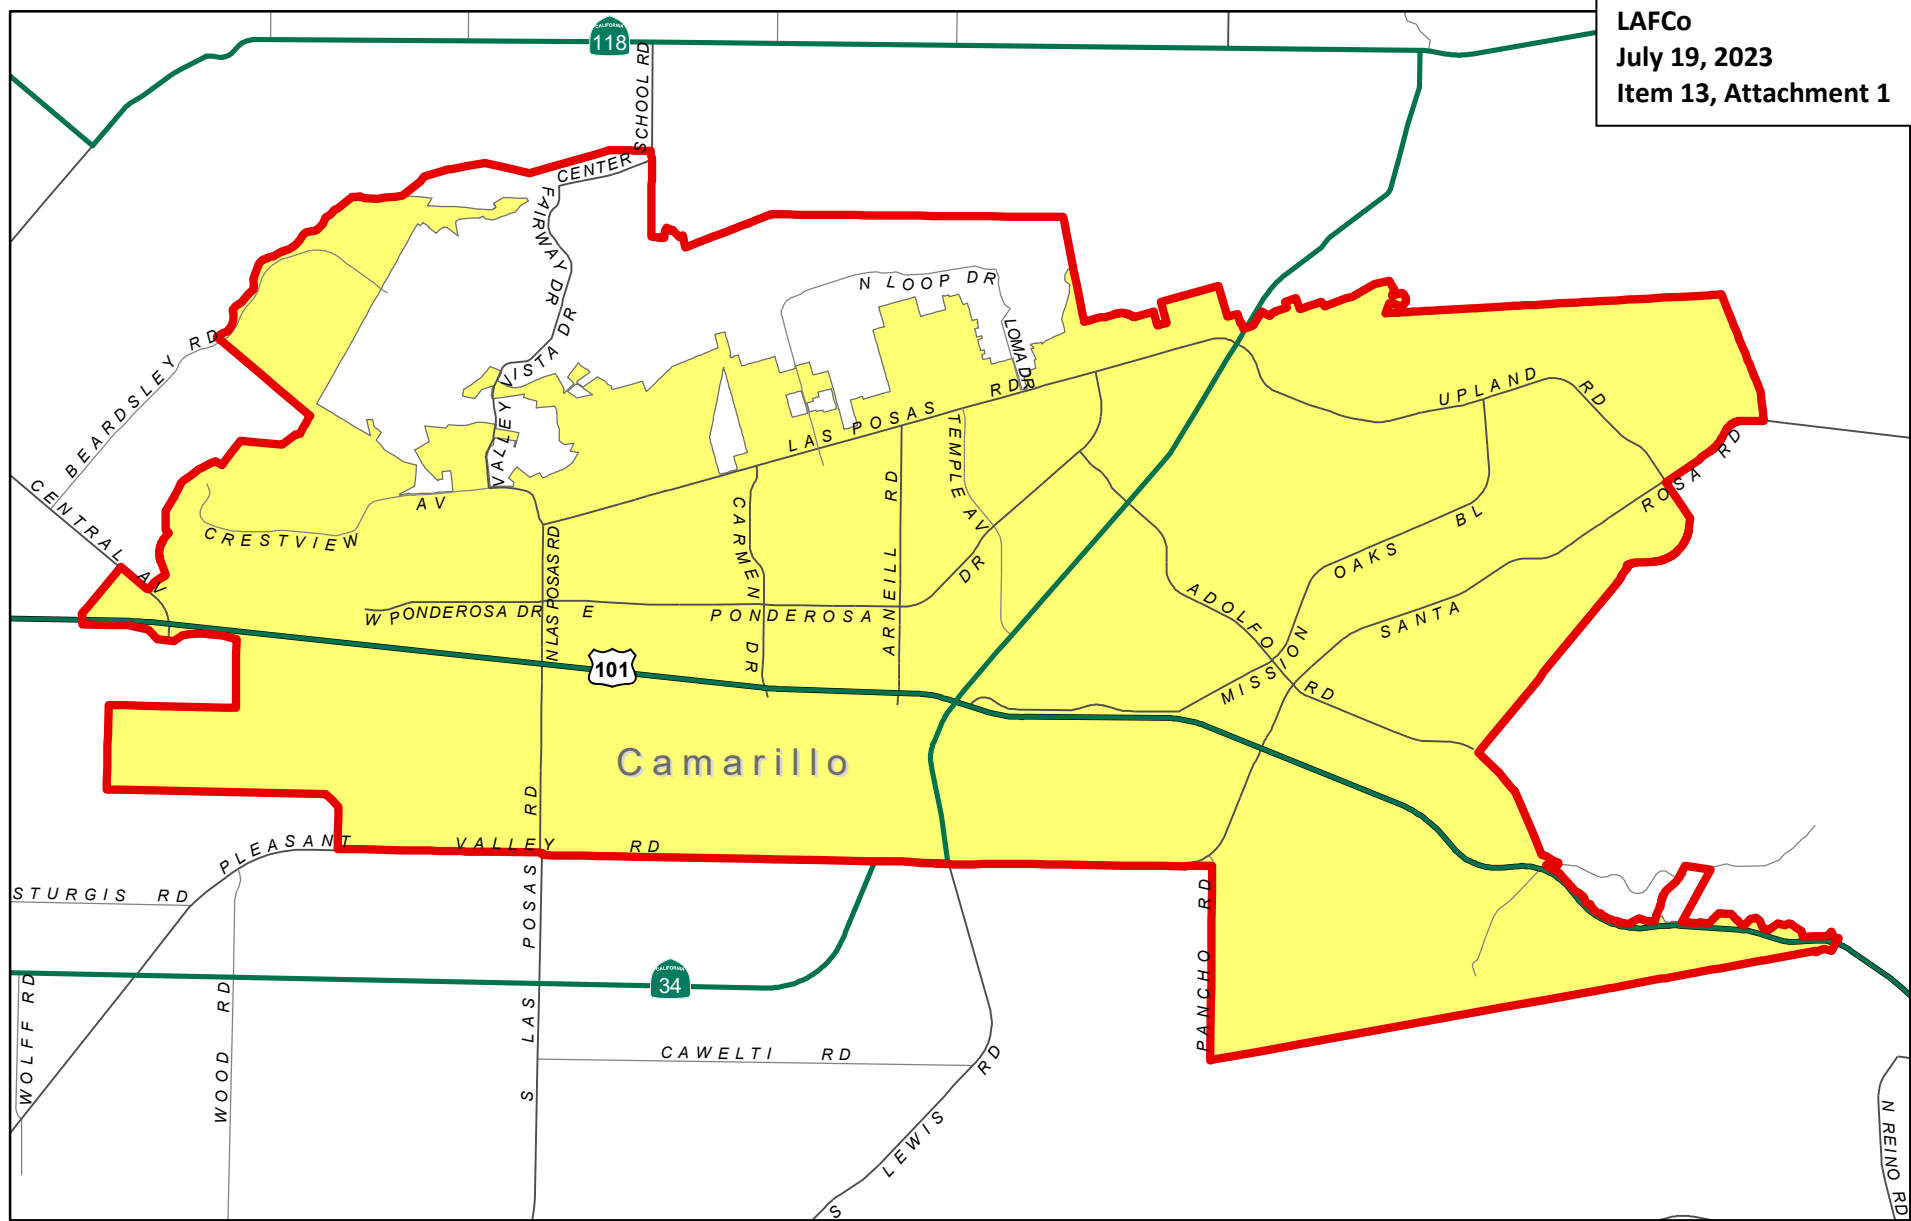 LAFCo
July 19, 2023
Item 13, Attachment 1
CALIFORNIA
118
SCHOOL RD
CENTER
FAIRWAY DR
N LOOP DR
LOMA DR
BEARDSLEY RD
VALLEY VISTA DR
UPLAND RD
LAS POSAS RD
CENTRAL AV
CRESTVIEW AV
TEMPLE AV
CARMEN DR
ARNEILL RD
N LAS POSAS RD
W PONDEROSA DR
E PONDEROSA DR
ADOLFO RD
MISSION OAKS BL
SANTA ROSA RD
101
Camarillo
PLEASANT VALLEY RD
STURGIS RD
S LAS POSAS RD
PANCHO RD
CALIFORNIA
34
WOLFF RD
WOOD RD
CAWELTI RD
S LEWIS RD
N REINO RD